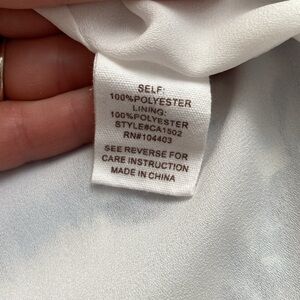 SELF:
100%POLYESTER
LINING:
100%POLYESTER
STYLE#CA1502
RN#104403
SEE REVERSE FOR
CARE INSTRUCTION
MADE IN CHINA